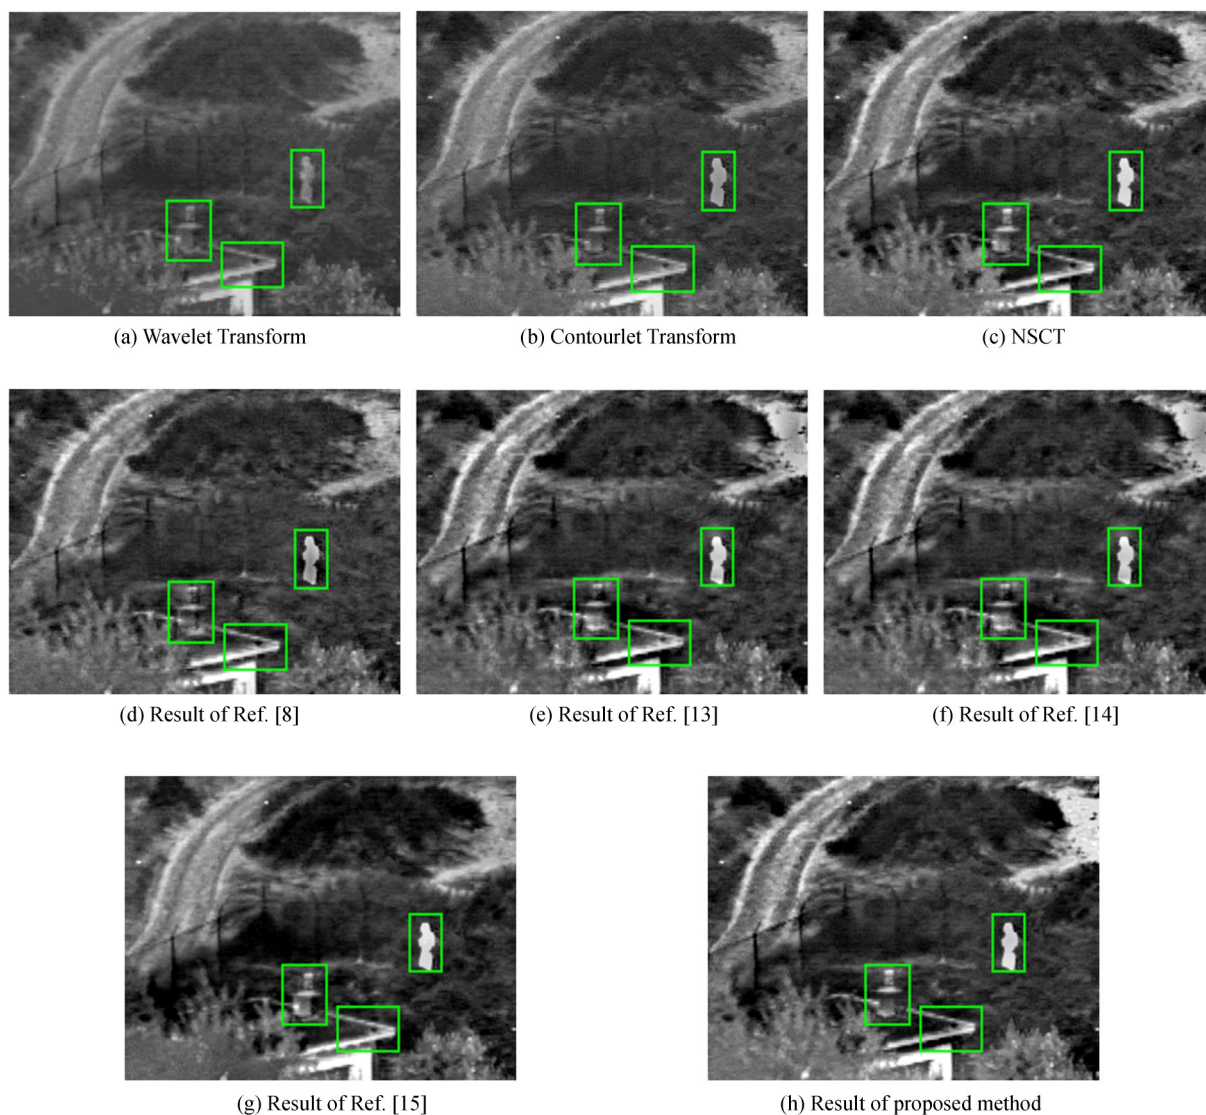 (a) Wavelet Transform
(b) Contourlet Transform
(c) NSCT
(d) Result of Ref. [8]
(e) Result of Ref. [13]
(f) Result of Ref. [14]
(g) Result of Ref. [15]
(h) Result of proposed method